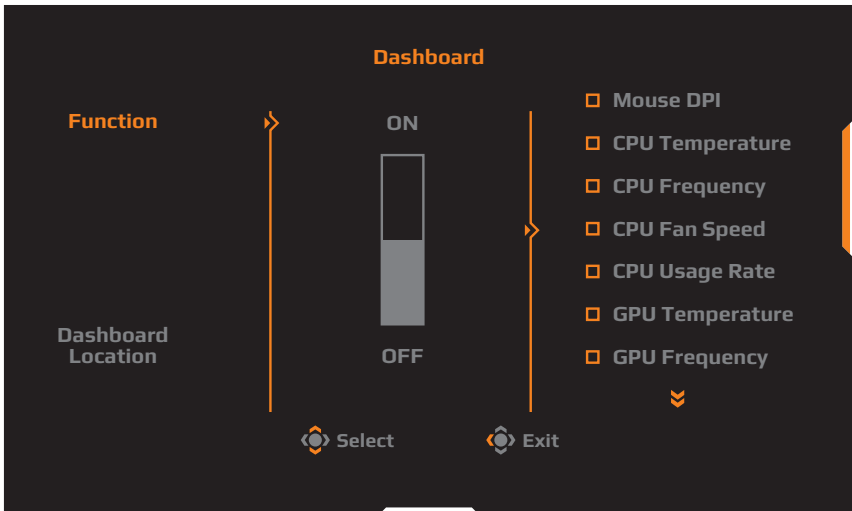 Dashboard
Function
Dashboard
Location
ON
OFF
Mouse DPI
CPU Temperature
CPU Frequency
CPU Fan Speed
CPU Usage Rate
GPU Temperature
GPU Frequency
Select
Exit